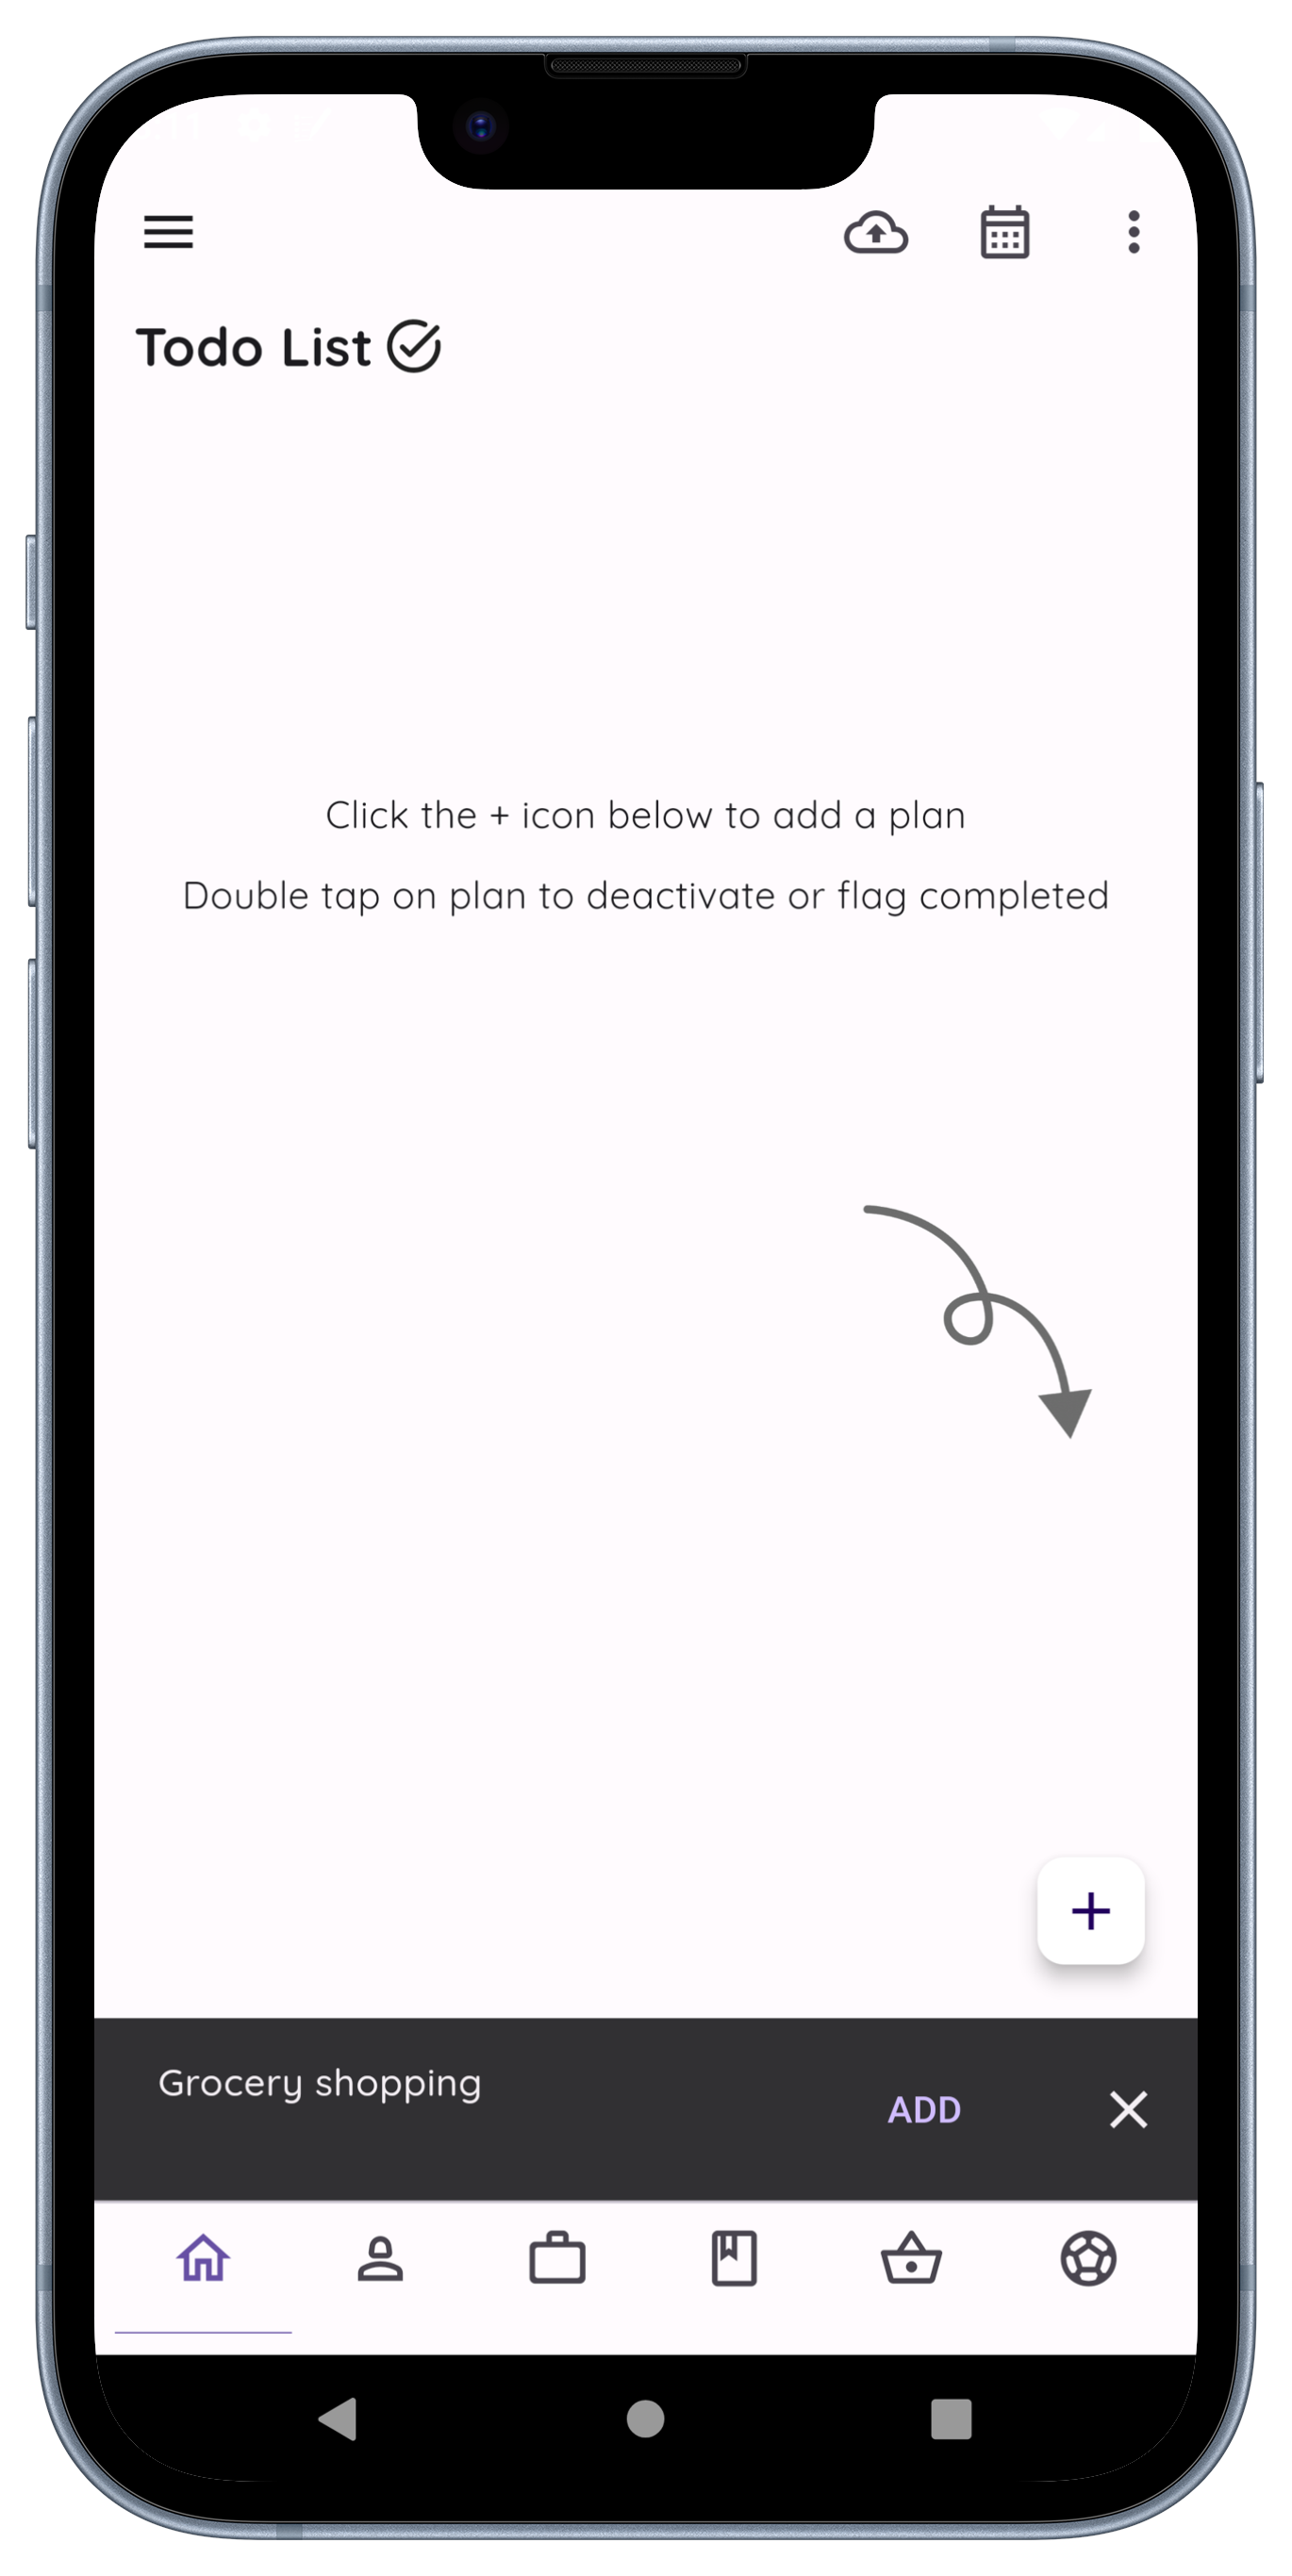 Todo List
Click the + icon below to add a plan
Double tap on plan to deactivate or flag completed
Grocery shopping
ADD